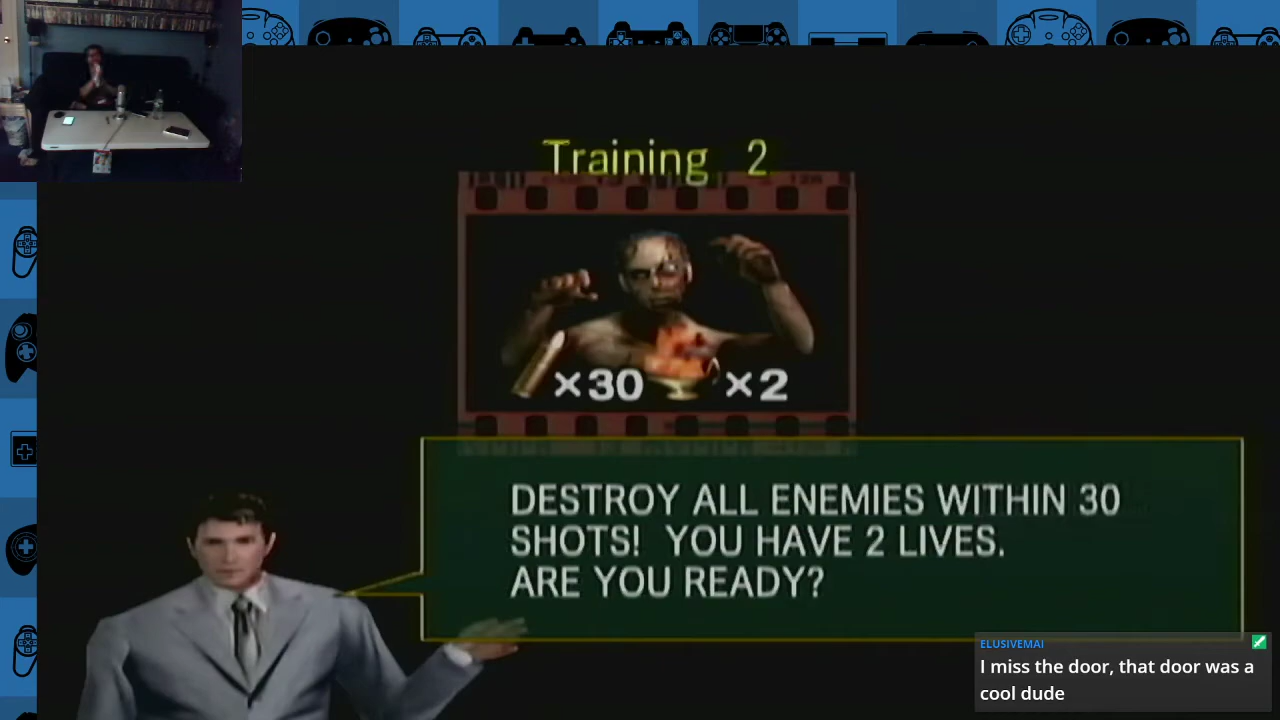 Training 2
×30 ×2
DESTROY ALL ENEMIES WITHIN 30
SHOTS! YOU HAVE 2 LIVES.
ARE YOU READY?
ELUSIVEMAI
I miss the door, that door was a
cool dude